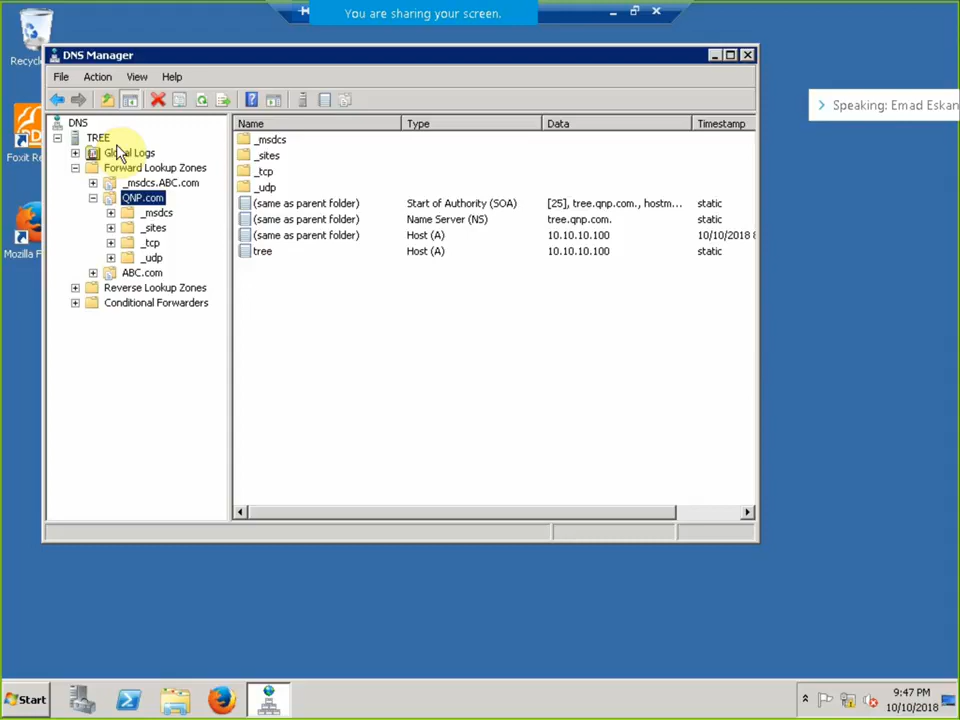 You are sharing your screen.
Recycl
DNS Manager
File Action View Help
Speaking: Emad Eskan
DNS
TREE
Global Logs
Forward Lookup Zones
_msdcs.ABC.com
QNP.com
_msdcs
_sites
_tcp
_udp
ABC.com
Reverse Lookup Zones
Conditional Forwarders
Name Type Data Timestamp
_msdcs
_sites
_tcp
_udp
(same as parent folder) Start of Authority (SOA) [25], tree.qnp.com., hostm... static
(same as parent folder) Name Server (NS) tree.qnp.com. static
(same as parent folder) Host (A) 10.10.10.100 10/10/2018 8
tree Host (A) 10.10.10.100 static
Foxit Re
Mozilla F
Start
9:47 PM
10/10/2018